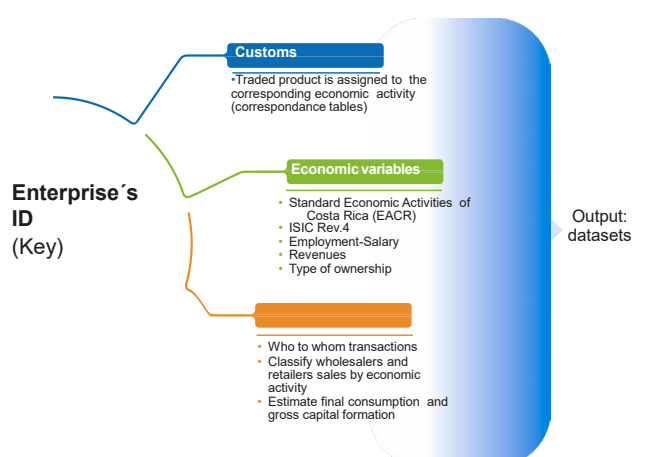 Customs
•Traded product is assigned to the
corresponding economic activity
(correspondance tables)
Economic variables
• Standard Economic Activities of
Costa Rica (EACR)
• ISIC Rev.4
• Employment-Salary
• Revenues
• Type of ownership
Enterprise´s
ID
(Key)
Output:
datasets
• Who to whom transactions
• Classify wholesalers and
retailers sales by economic
activity
• Estimate final consumption and
gross capital formation